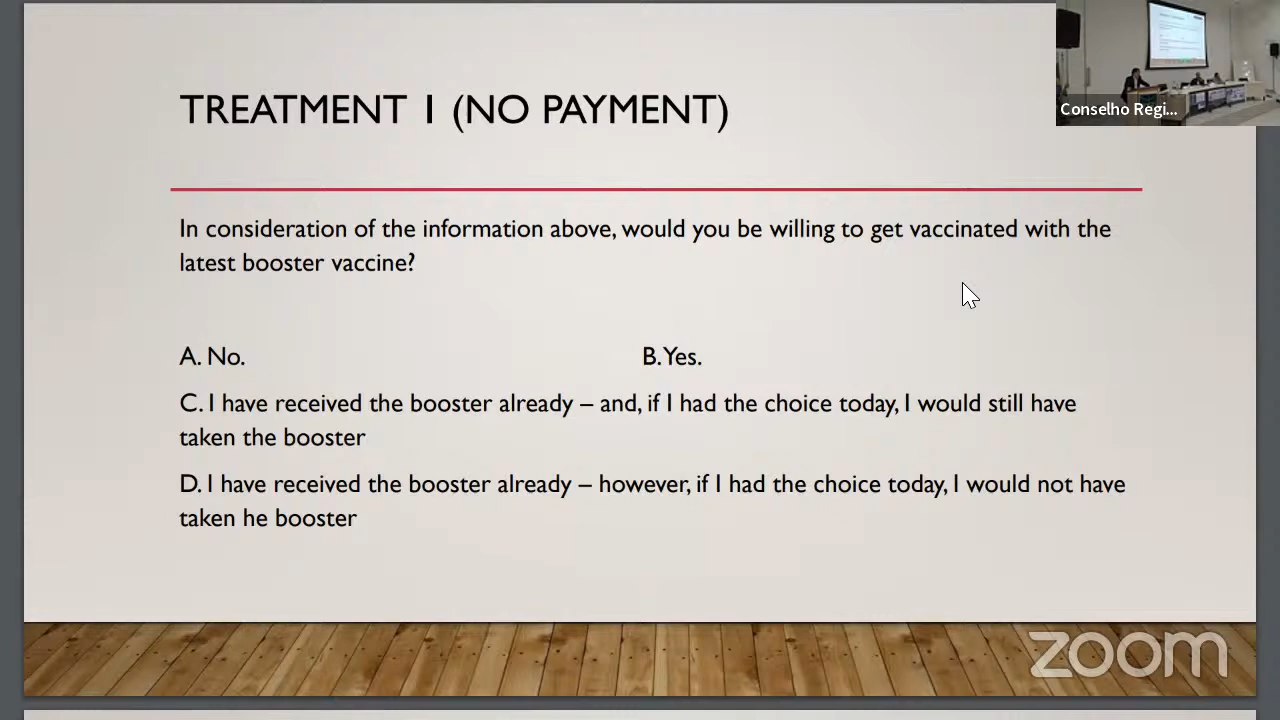 TREATMENT 1 (NO PAYMENT)
Conselho Regi...
In consideration of the information above, would you be willing to get vaccinated with the
latest booster vaccine?
A. No.
B. Yes.
C. I have received the booster already – and, if I had the choice today, I would still have
taken the booster
D. I have received the booster already – however, if I had the choice today, I would not have
taken he booster
zoom